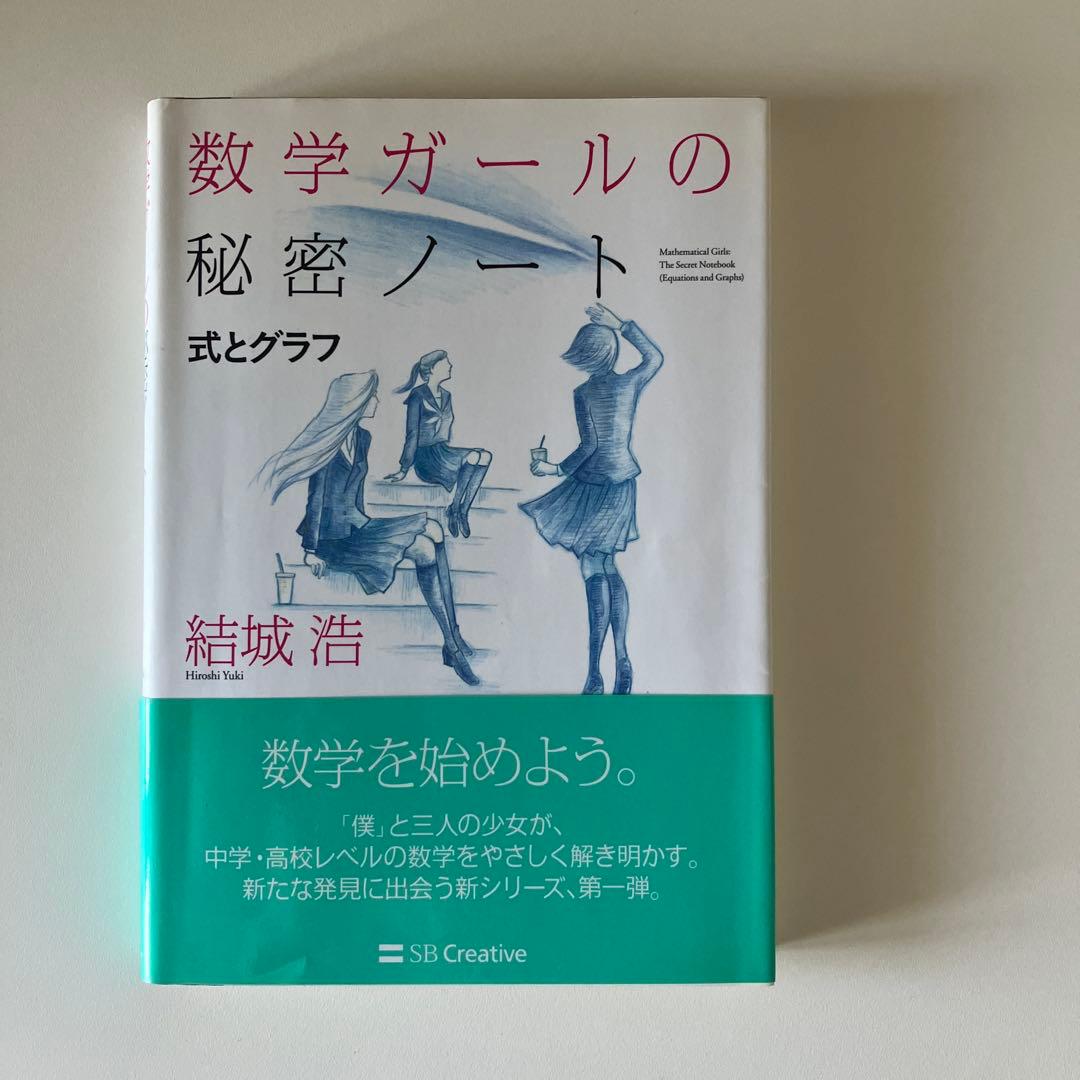 数学ガールの
秘密ノート
Mathematical Girls:
The Secret Notebook
(Equations and Graphs)
式とグラフ
結城 浩
Hiroshi Yuki
数学を始めよう。
「僕」と三人の少女が、
中学・高校レベルの数学をやさしく解き明かす。
新たな発見に出会う新シリーズ、第一弾。
SB Creative